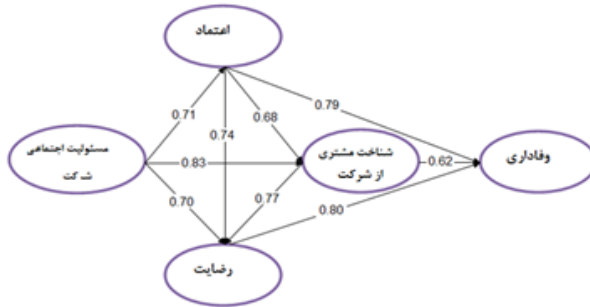 اعتماد
0.71
0.68
0.79
0.74
مسئولیت اجتماعی
شرکت
0.83
شناخت مشتری
از شرکت
0.62
وفاداری
0.70
0.77
0.80
رضایت